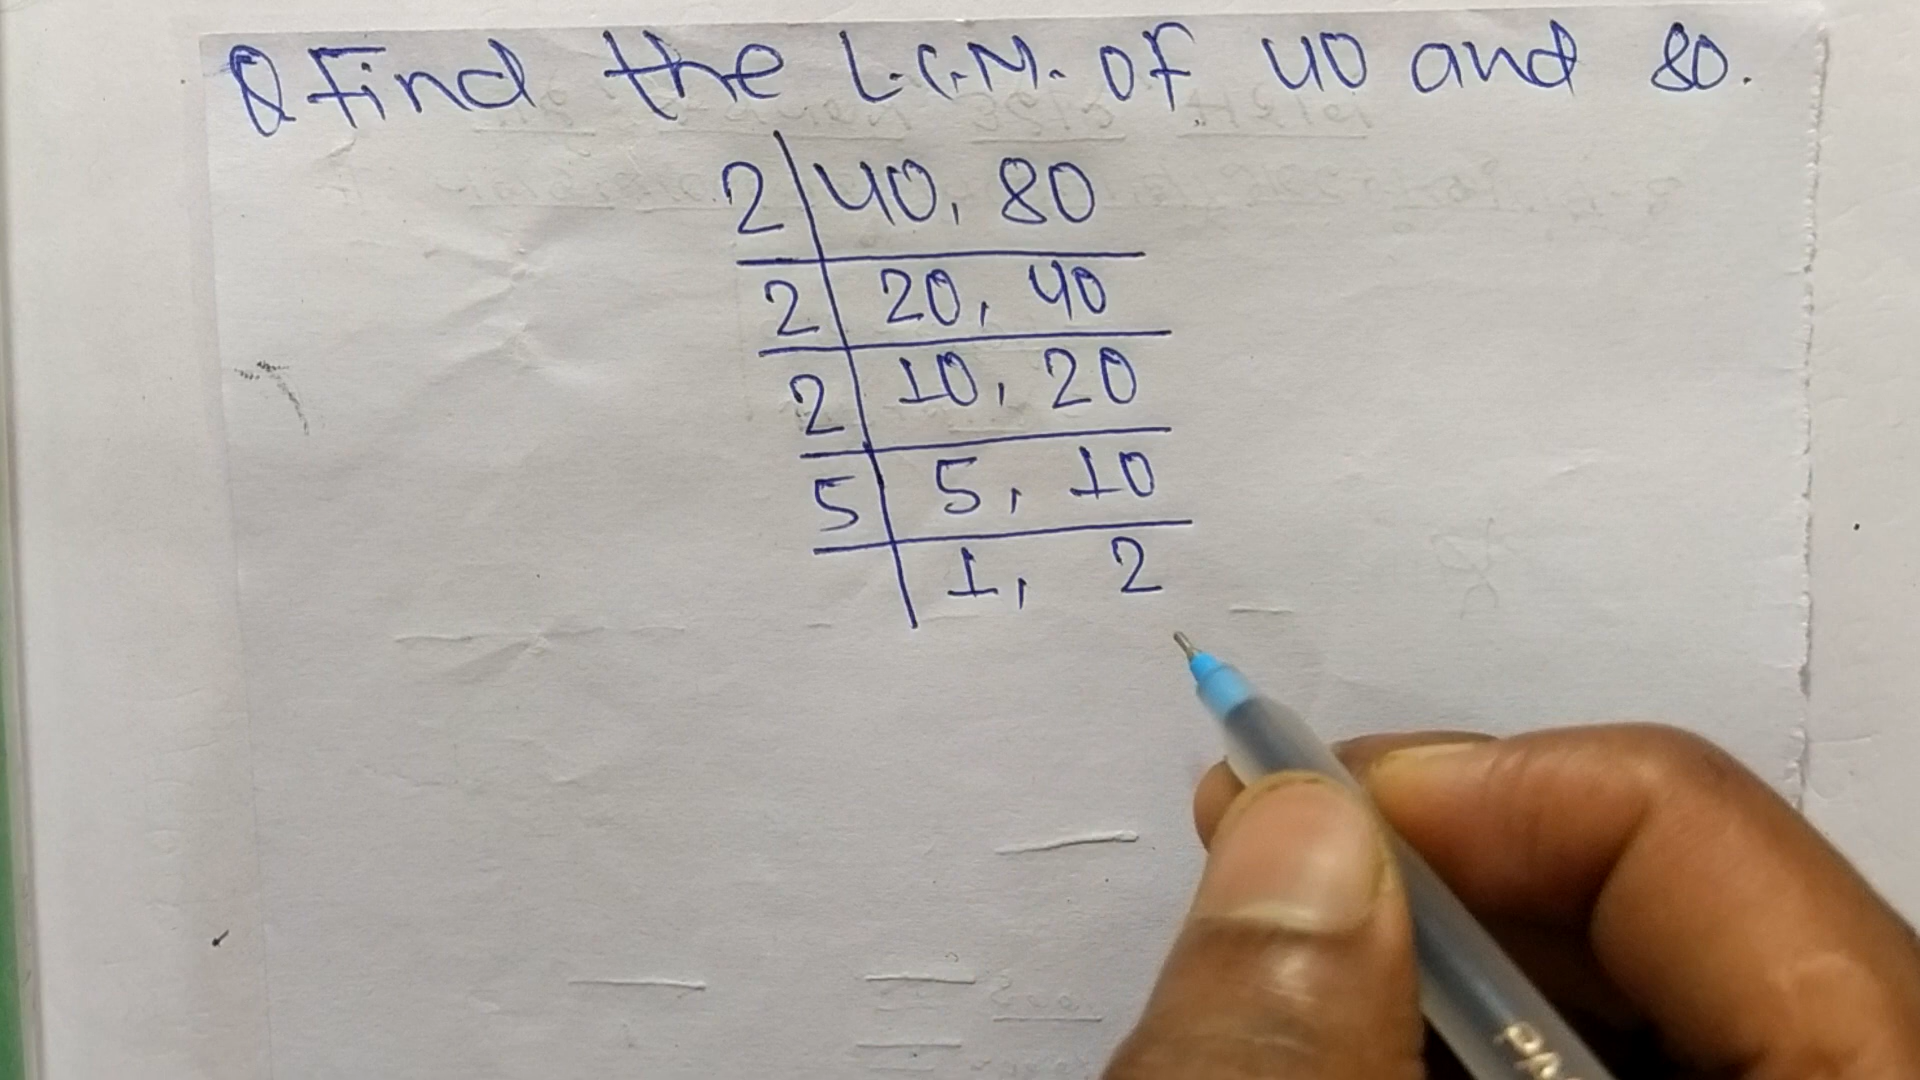 Q Find the L.C.M. of 40 and 80.
2 40, 80
2 20, 40
2 10, 20
5 5, 10
1, 2